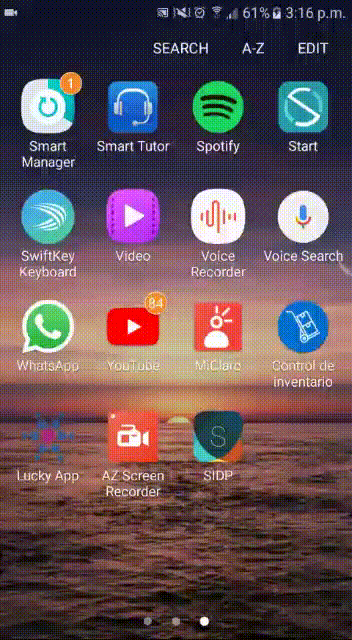 61% 3:16 p.m.
SEARCH A-Z EDIT
1
Smart Manager
Smart Tutor
Spotify
Start
SwiftKey Keyboard
Video
Voice Recorder
Voice Search
84
WhatsApp
YouTube
MiClaro
Control de inventario
Lucky App
AZ Screen Recorder
S
SIDP